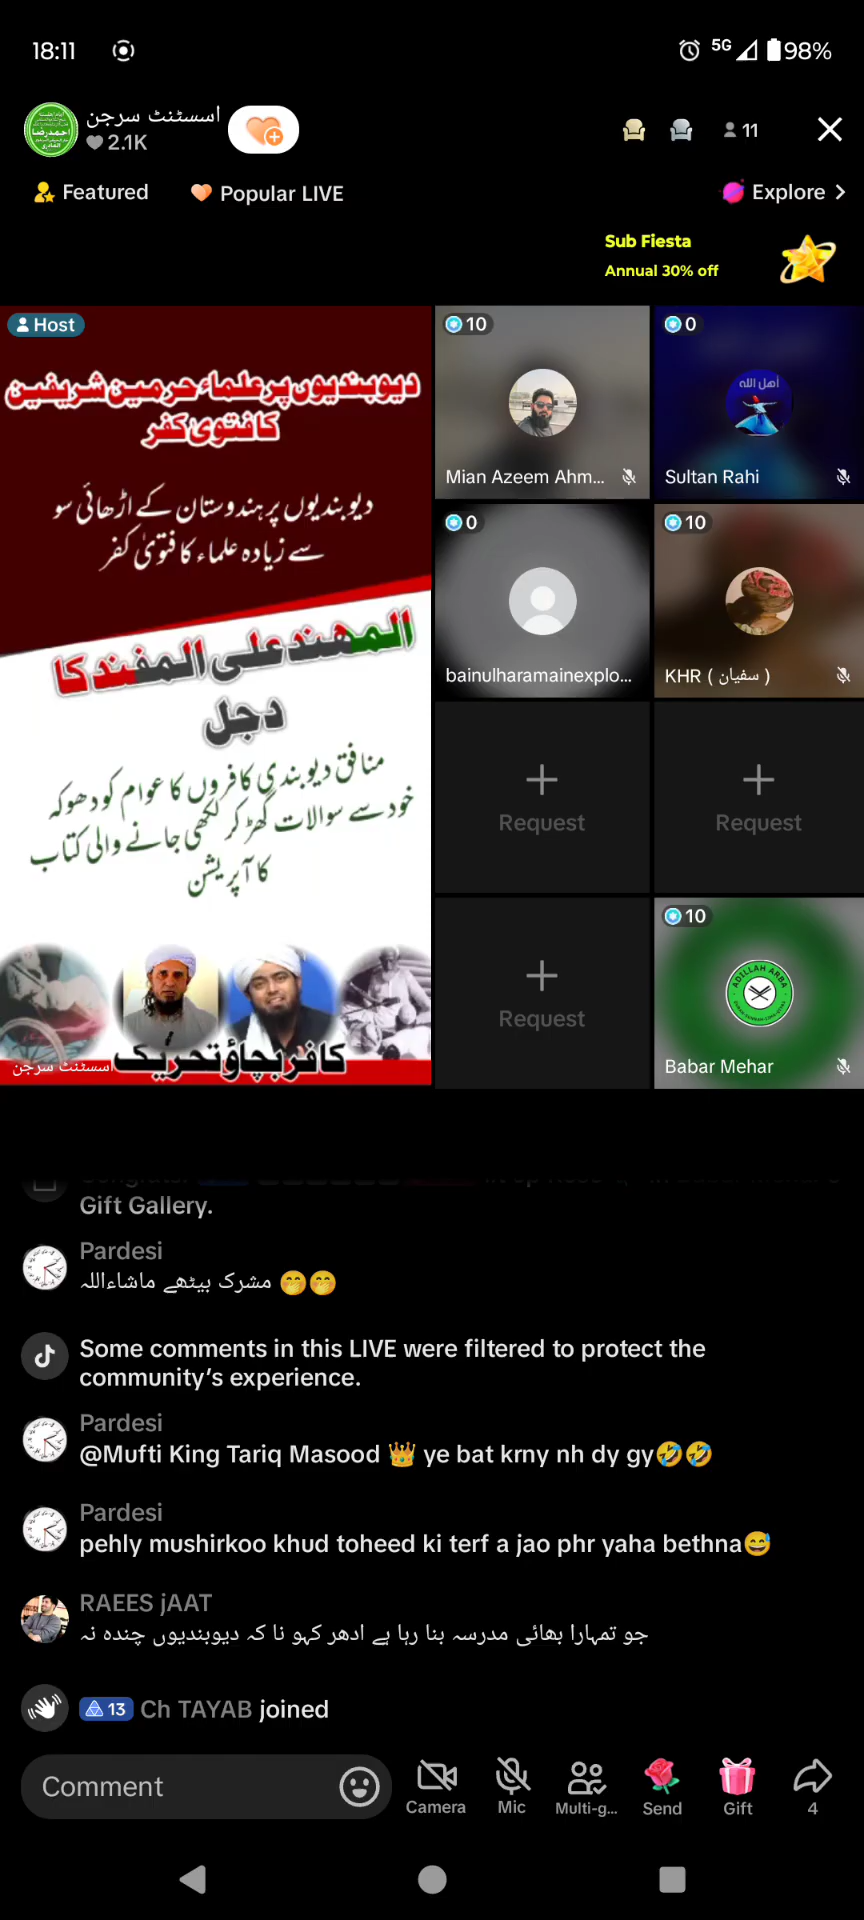 18:11
5G
98%
اسسٹنٹ سرجن
2.1K
11
Featured
Popular LIVE
Explore
Sub Fiesta
Annual 30% off
Host
دیوبندیوں پر علماء حرمین شریفین
کا فتویٰ کفر
دیوبندیوں پر ہندوستان کے اڑھائی سو
سے زیادہ علماء کا فتویٰ کفر
المهند علی المفند کا
دجل
منافق دیوبندی کافروں کا عوام کو دھوکہ
خود سے سوالات گھڑ کر لکھی جانے والی کتاب
کا آپریشن
کافر بچاؤ تحریک
اسسٹنٹ سرجن
10
Mian Azeem Ahm...
0
أهل الله
Sultan Rahi
0
bainulharamainexplo...
10
KHR ( سفیان )
Request
Request
Request
10
ADILLAH ARBA
Babar Mehar
Gift Gallery.
Pardesi
مشرک بیٹھے ماشاءاللہ 🤭🤭
Some comments in this LIVE were filtered to protect the
community's experience.
Pardesi
@Mufti King Tariq Masood 👑 ye bat krny nh dy gy🤣🤣
Pardesi
pehly mushirkoo khud toheed ki terf a jao phr yaha bethna😅
RAEES jAAT
جو تمہارا بھائی مدرسہ بنا رہا ہے ادھر کہو نا کہ دیوبندیوں چندہ نہ
13 Ch TAYAB joined
Comment
Camera
Mic
Multi-g...
Send
Gift
4